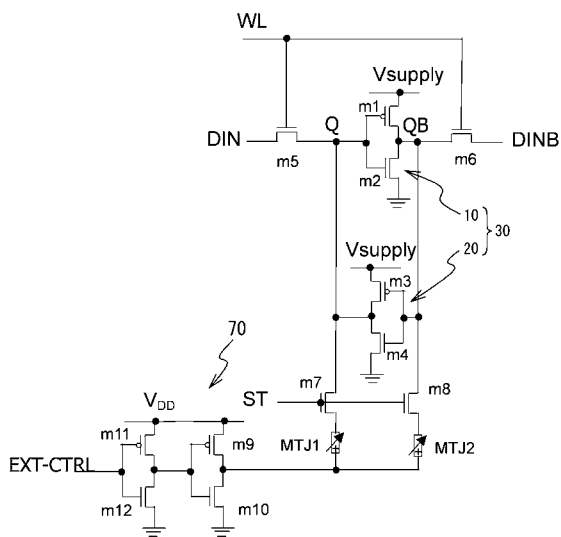 WL
Vsupply
m1
Q
QB
DIN
DINB
m5
m6
m2
10
30
20
Vsupply
m3
m4
70
m7
m8
ST
VDD
m11
m9
MTJ1
MTJ2
EXT-CTRL
m12
m10